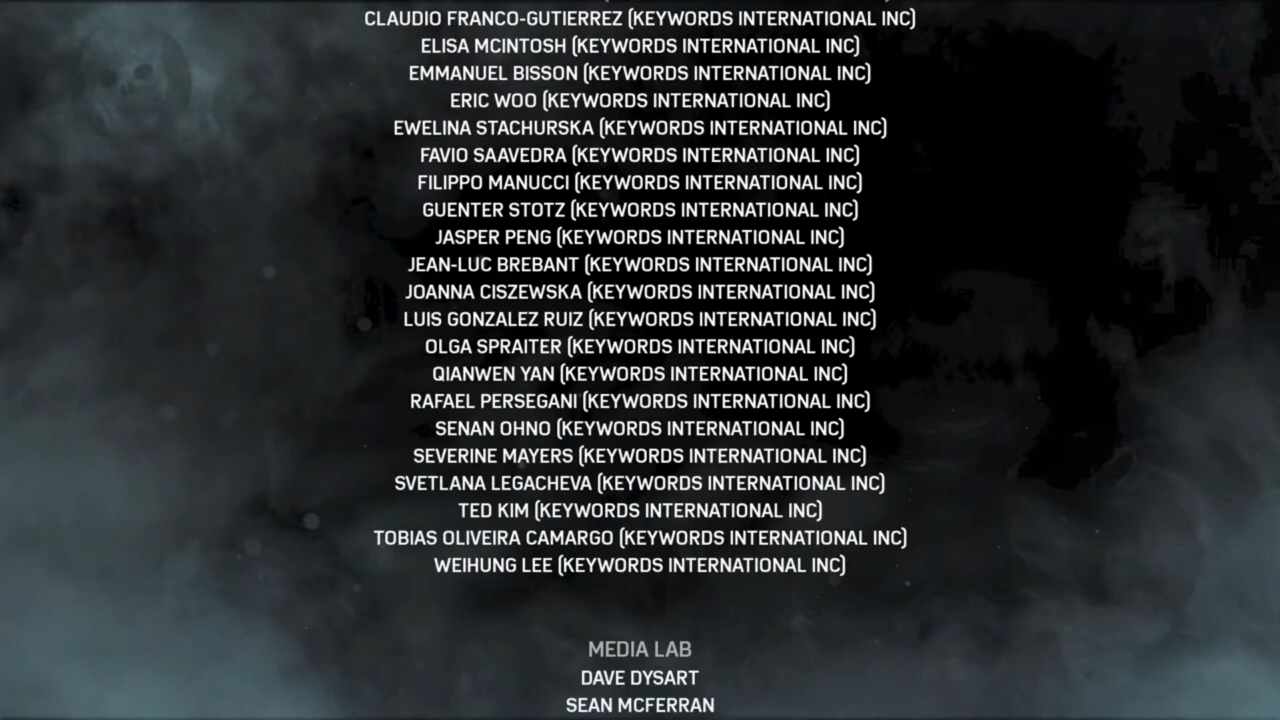 CLAUDIO FRANCO-GUTIERREZ (KEYWORDS INTERNATIONAL INC)
ELISA MCINTOSH (KEYWORDS INTERNATIONAL INC)
EMMANUEL BISSON (KEYWORDS INTERNATIONAL INC)
ERIC WOO (KEYWORDS INTERNATIONAL INC)
EWELINA STACHURSKA (KEYWORDS INTERNATIONAL INC)
FAVIO SAAVEDRA (KEYWORDS INTERNATIONAL INC)
FILIPPO MANUCCI (KEYWORDS INTERNATIONAL INC)
GUENTER STOTZ (KEYWORDS INTERNATIONAL INC)
JASPER PENG (KEYWORDS INTERNATIONAL INC)
JEAN-LUC BREBANT (KEYWORDS INTERNATIONAL INC)
JOANNA CISZEWSKA (KEYWORDS INTERNATIONAL INC)
LUIS GONZALEZ RUIZ (KEYWORDS INTERNATIONAL INC)
OLGA SPRAITER (KEYWORDS INTERNATIONAL INC)
QIANWEN YAN (KEYWORDS INTERNATIONAL INC)
RAFAEL PERSEGANI (KEYWORDS INTERNATIONAL INC)
SENAN OHNO (KEYWORDS INTERNATIONAL INC)
SEVERINE MAYERS (KEYWORDS INTERNATIONAL INC)
SVETLANA LEGACHEVA (KEYWORDS INTERNATIONAL INC)
TED KIM (KEYWORDS INTERNATIONAL INC)
TOBIAS OLIVEIRA CAMARGO (KEYWORDS INTERNATIONAL INC)
WEIHUNG LEE (KEYWORDS INTERNATIONAL INC)
MEDIA LAB
DAVE DYSART
SEAN MCFERRAN